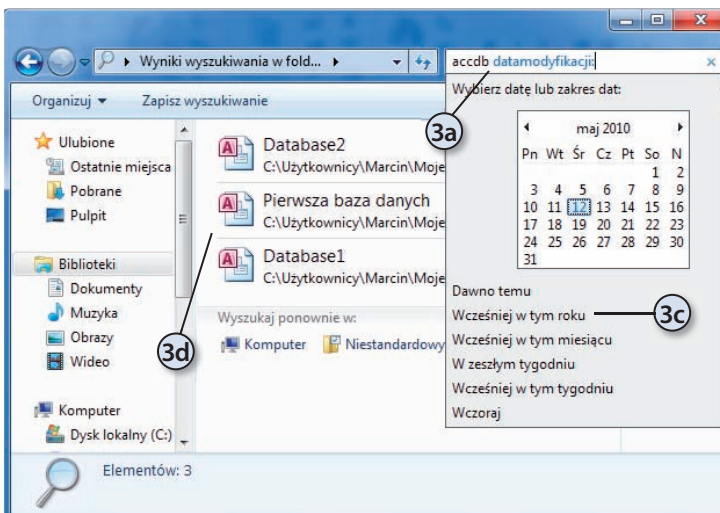 Wyniki wyszukiwania w fold...
accdb datamodyfikacji:
Organizuj
Zapisz wyszukiwanie
Ulubione
Ostatnie miejsca
Pobrane
Pulpit
Biblioteki
Dokumenty
Muzyka
Obrazy
Wideo
Komputer
Dysk lokalny (C:)
Database2
C:\Użytkownicy\Marcin\Moje
Pierwsza baza danych
C:\Użytkownicy\Marcin\Moje
Database1
C:\Użytkownicy\Marcin\Moje
Wyszukaj ponownie w:
Komputer Niestandardowy
3a
3d
Wybierz datę lub zakres dat:
maj 2010
Pn Wt Śr Cz Pt So N
1 2
3 4 5 6 7 8 9
10 11 12 13 14 15 16
17 18 19 20 21 22 23
24 25 26 27 28 29 30
31
Dawno temu
Wcześniej w tym roku
3c
Wcześniej w tym miesiącu
W zeszłym tygodniu
Wcześniej w tym tygodniu
Wczoraj
Elementów: 3